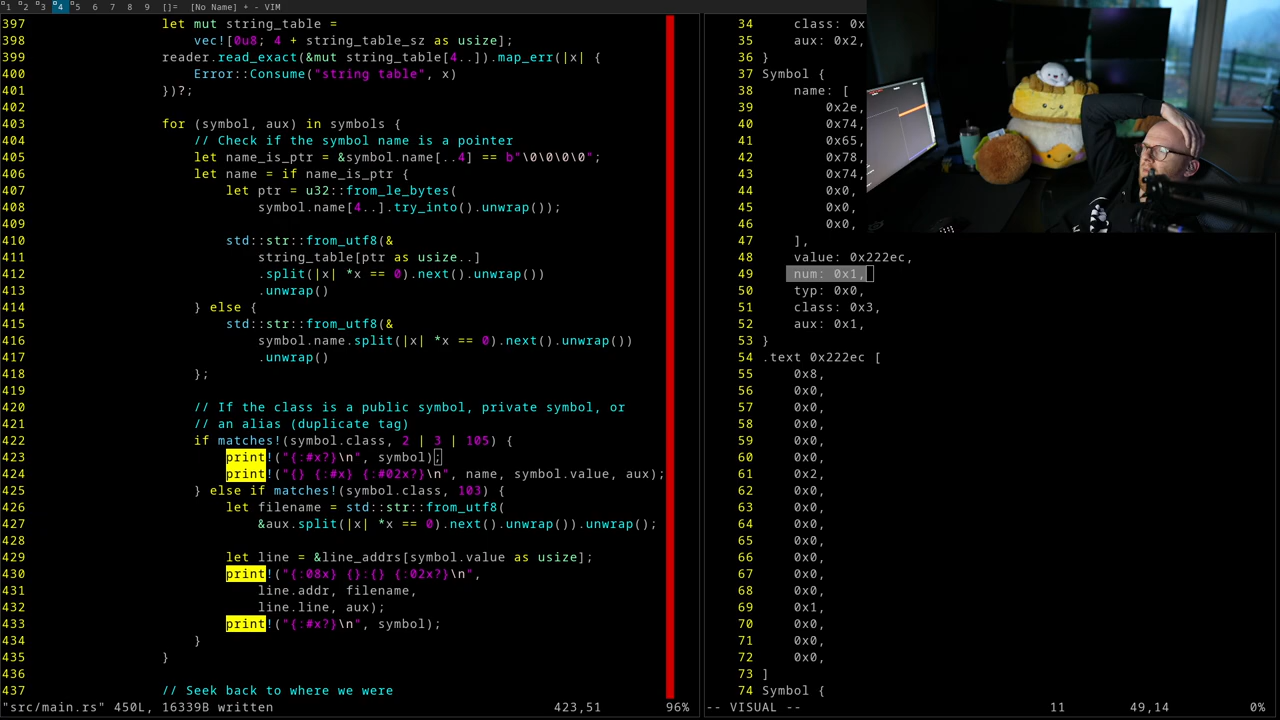 1 2 3 4 5 6 7 8 9 []= [No Name] + - VIM
397 let mut string_table =
398 vec![0u8; 4 + string_table_sz as usize];
399 reader.read_exact(&mut string_table[4..]).map_err(|x| {
400 Error::Consume("string table", x)
401 })?;
402
403 for (symbol, aux) in symbols {
404 // Check if the symbol name is a pointer
405 let name_is_ptr = &symbol.name[..4] == b"\0\0\0\0";
406 let name = if name_is_ptr {
407 let ptr = u32::from_le_bytes(
408 symbol.name[4..].try_into().unwrap());
409
410 std::str::from_utf8(&
411 string_table[ptr as usize..]
412 .split(|x| *x == 0).next().unwrap())
413 .unwrap()
414 } else {
415 std::str::from_utf8(&
416 symbol.name.split(|x| *x == 0).next().unwrap())
417 .unwrap()
418 };
419
420 // If the class is a public symbol, private symbol, or
421 // an alias (duplicate tag)
422 if matches!(symbol.class, 2 | 3 | 105) {
423 print!("{:#x?}\n", symbol);
424 print!("{} {:#x} {:#02x?}\n", name, symbol.value, aux);
425 } else if matches!(symbol.class, 103) {
426 let filename = std::str::from_utf8(
427 &aux.split(|x| *x == 0).next().unwrap()).unwrap();
428
429 let line = &line_addrs[symbol.value as usize];
430 print!("{:08x} {}:{} {:02x?}\n",
431 line.addr, filename,
432 line.line, aux);
433 print!("{:#x?}\n", symbol);
434 }
435 }
436
437 // Seek back to where we were
"src/main.rs" 450L, 16339B written 423,51 96%
34 class: 0x
35 aux: 0x2,
36 }
37 Symbol {
38 name: [
39 0x2e,
40 0x74,
41 0x65,
42 0x78,
43 0x74,
44 0x0,
45 0x0,
46 0x0,
47 ],
48 value: 0x222ec,
49 num: 0x1,
50 typ: 0x0,
51 class: 0x3,
52 aux: 0x1,
53 }
54 .text 0x222ec [
55 0x8,
56 0x0,
57 0x0,
58 0x0,
59 0x0,
60 0x0,
61 0x2,
62 0x0,
63 0x0,
64 0x0,
65 0x0,
66 0x0,
67 0x0,
68 0x0,
69 0x1,
70 0x0,
71 0x0,
72 0x0,
73 ]
74 Symbol {
-- VISUAL -- 11 49,14 0%